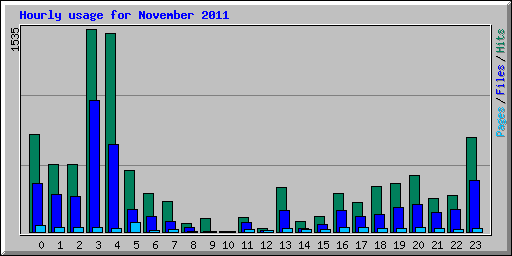 Hourly usage for November 2011
1535
Pages/Files/Hits
0 1 2 3 4 5 6 7 8 9 10 11 12 13 14 15 16 17 18 19 20 21 22 23